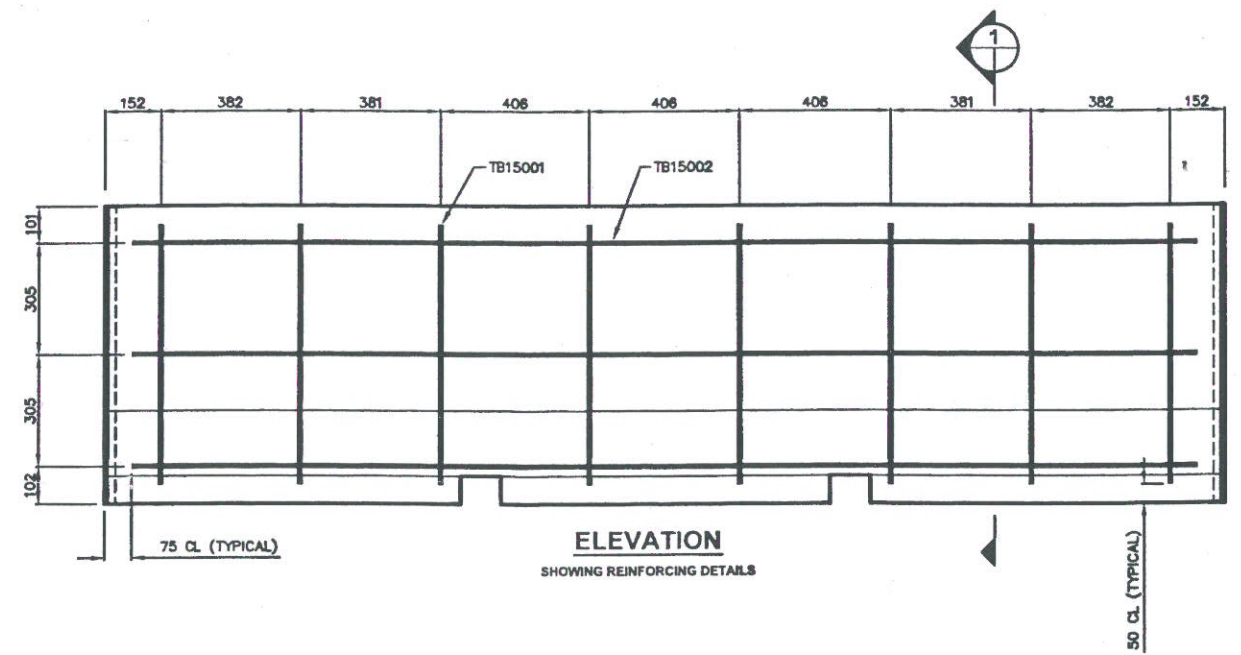 1
152 382 381 406 406 406 381 382 152
TB15001 TB15002
101
305
305
102
75 CL (TYPICAL)
ELEVATION
SHOWING REINFORCING DETAILS
50 CL (TYPICAL)